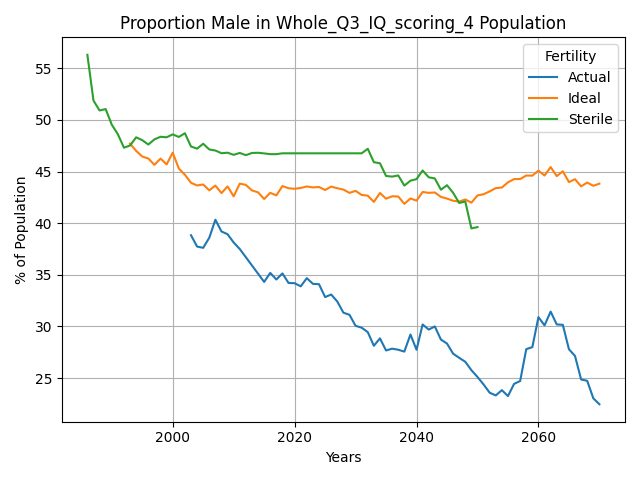 Proportion Male in Whole_Q3_IQ_scoring_4 Population
Fertility
Actual
Ideal
Sterile
% of Population
55
50
45
40
35
30
25
2000
2020
2040
2060
Years